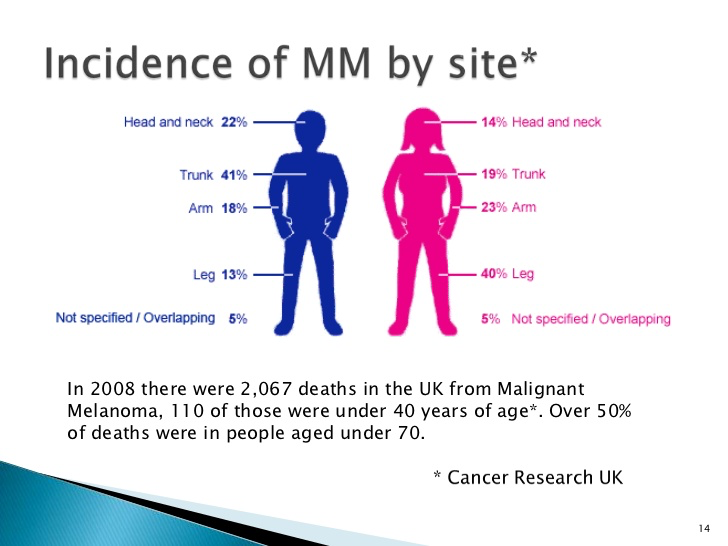 Incidence of MM by site*
Head and neck 22%
14% Head and neck
Trunk 41%
19% Trunk
Arm 18%
23% Arm
Leg 13%
40% Leg
Not specified / Overlapping 5%
5% Not specified / Overlapping
In 2008 there were 2,067 deaths in the UK from Malignant
Melanoma, 110 of those were under 40 years of age*. Over 50%
of deaths were in people aged under 70.
* Cancer Research UK
14